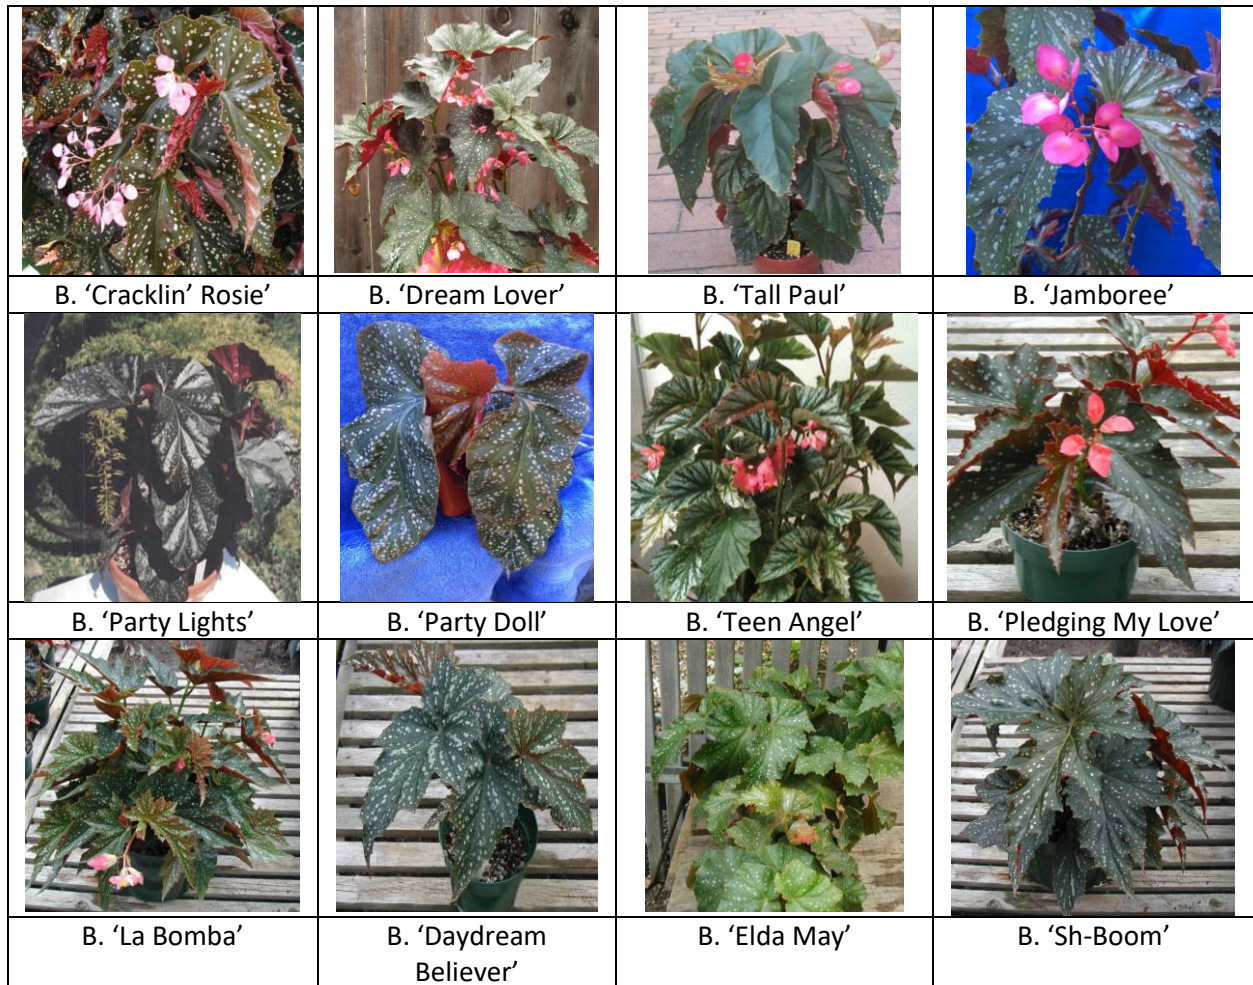 B. ‘Cracklin’ Rosie’
B. ‘Dream Lover’
B. ‘Tall Paul’
B. ‘Jamboree’
B. ‘Party Lights’
B. ‘Party Doll’
B. ‘Teen Angel’
B. ‘Pledging My Love’
B. ‘La Bomba’
B. ‘Daydream
Believer’
B. ‘Elda May’
B. ‘Sh-Boom’